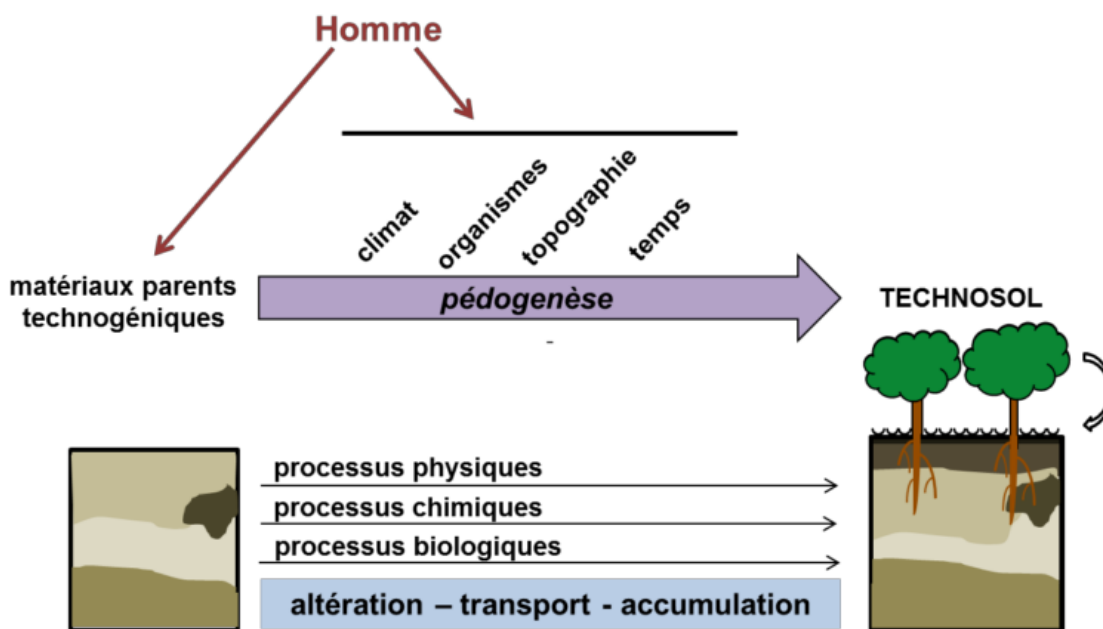 Homme
climat
organismes
topographie
temps
matériaux parents
technogéniques
pédogenèse
TECHNOSOL
-
processus physiques
processus chimiques
processus biologiques
altération – transport - accumulation